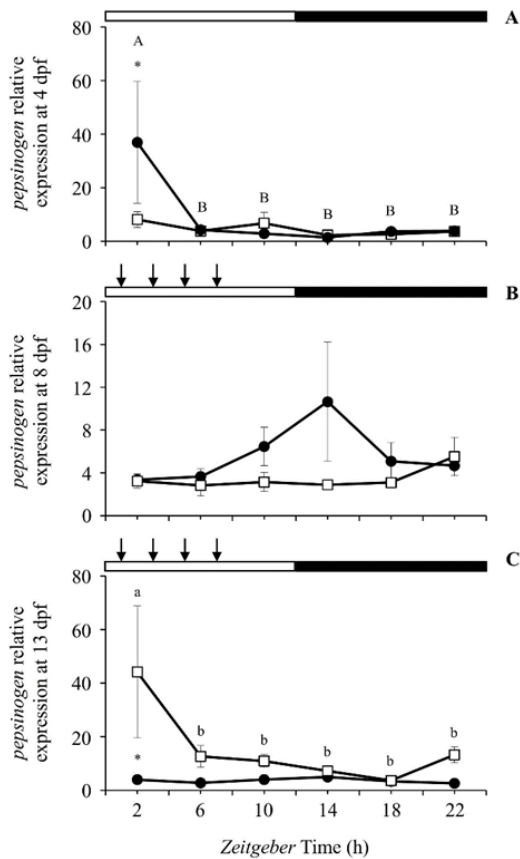 A
80
60
40
20
0
pepsinogen relative
expression at 4 dpf
A
*
B
B
B
B
B
B
20
16
12
8
4
0
pepsinogen relative
expression at 8 dpf
C
80
60
40
20
0
pepsinogen relative
expression at 13 dpf
a
*
b
b
b
b
b
2 6 10 14 18 22
Zeitgeber Time (h)